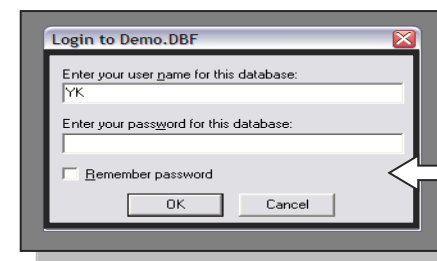 Login to Demo.DBF
Enter your user name for this database:
YK
Enter your password for this database:
Remember password
OK Cancel